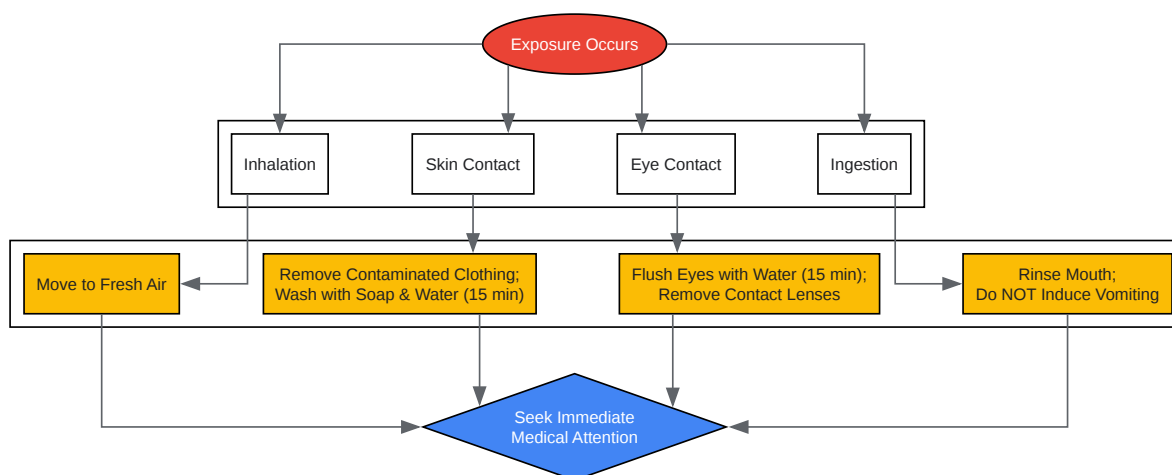 Exposure Occurs
Inhalation
Skin Contact
Eye Contact
Ingestion
Move to Fresh Air
Remove Contaminated Clothing;
Wash with Soap & Water (15 min)
Flush Eyes with Water (15 min);
Remove Contact Lenses
Rinse Mouth;
Do NOT Induce Vomiting
Seek Immediate
Medical Attention